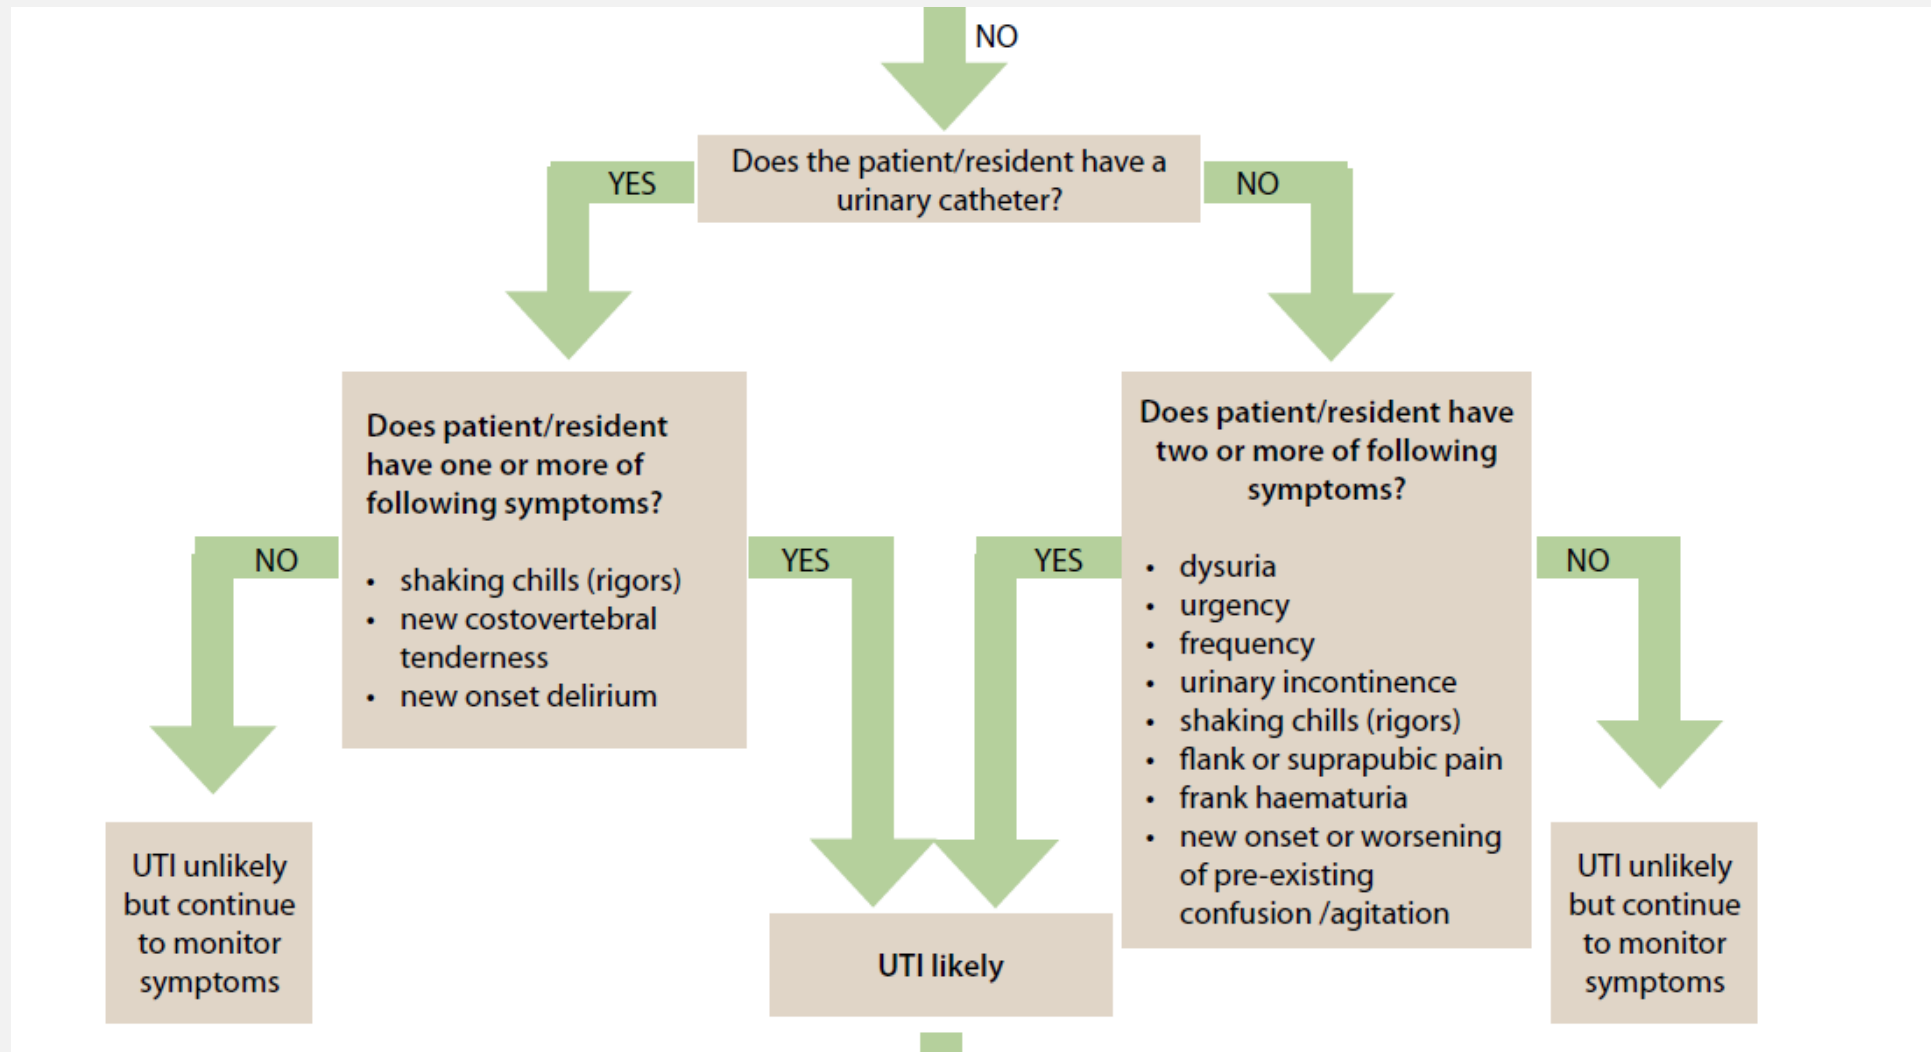 NO
Does the patient/resident have a
urinary catheter?
YES
NO
Does patient/resident
have one or more of
following symptoms?
• shaking chills (rigors)
• new costovertebral
tenderness
• new onset delirium
NO
YES
Does patient/resident have
two or more of following
symptoms?
• dysuria
• urgency
• frequency
• urinary incontinence
• shaking chills (rigors)
• flank or suprapubic pain
• frank haematuria
• new onset or worsening
of pre-existing
confusion /agitation
YES
NO
UTI unlikely
but continue
to monitor
symptoms
UTI likely
UTI unlikely
but continue
to monitor
symptoms